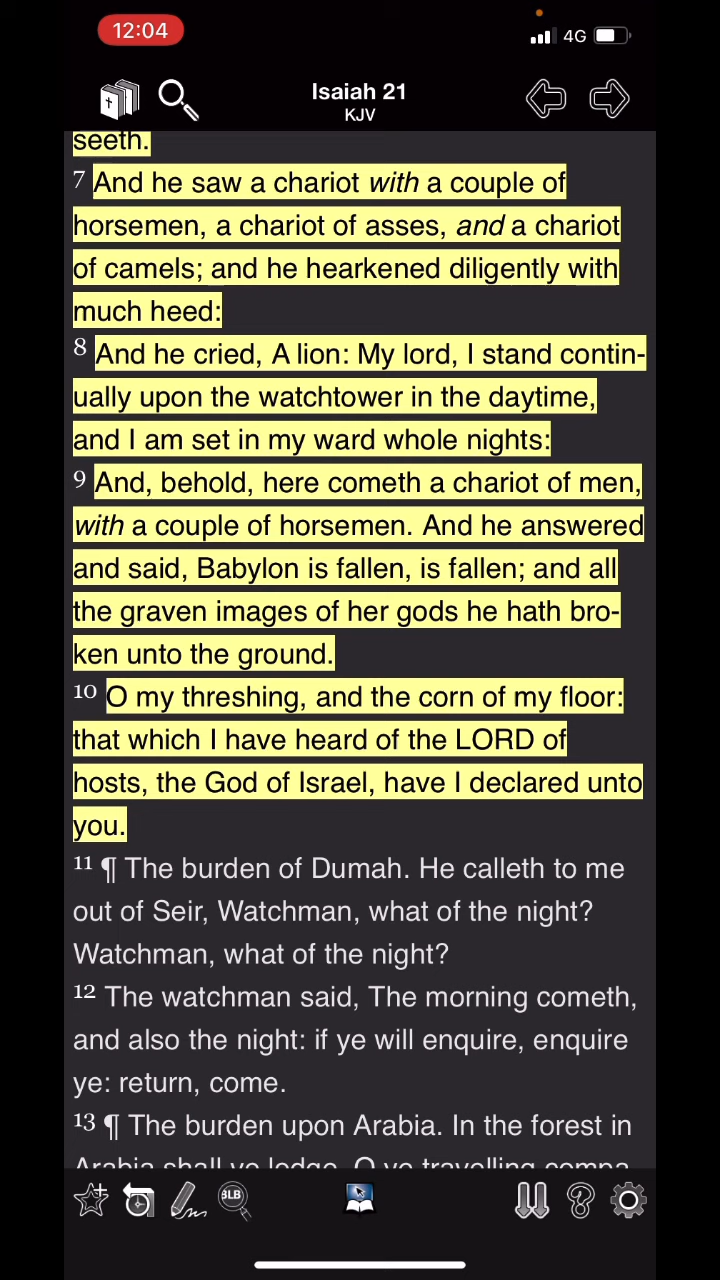 12:04
4G
Isaiah 21
KJV
seeth.
7 And he saw a chariot with a couple of
horsemen, a chariot of asses, and a chariot
of camels; and he hearkened diligently with
much heed:
8 And he cried, A lion: My lord, I stand contin-
ually upon the watchtower in the daytime,
and I am set in my ward whole nights:
9 And, behold, here cometh a chariot of men,
with a couple of horsemen. And he answered
and said, Babylon is fallen, is fallen; and all
the graven images of her gods he hath bro-
ken unto the ground.
10 O my threshing, and the corn of my floor:
that which I have heard of the LORD of
hosts, the God of Israel, have I declared unto
you.
11 ¶ The burden of Dumah. He calleth to me
out of Seir, Watchman, what of the night?
Watchman, what of the night?
12 The watchman said, The morning cometh,
and also the night: if ye will enquire, enquire
ye: return, come.
13 ¶ The burden upon Arabia. In the forest in
Arabia shall ye lodge, O ye travelling compa
BLB